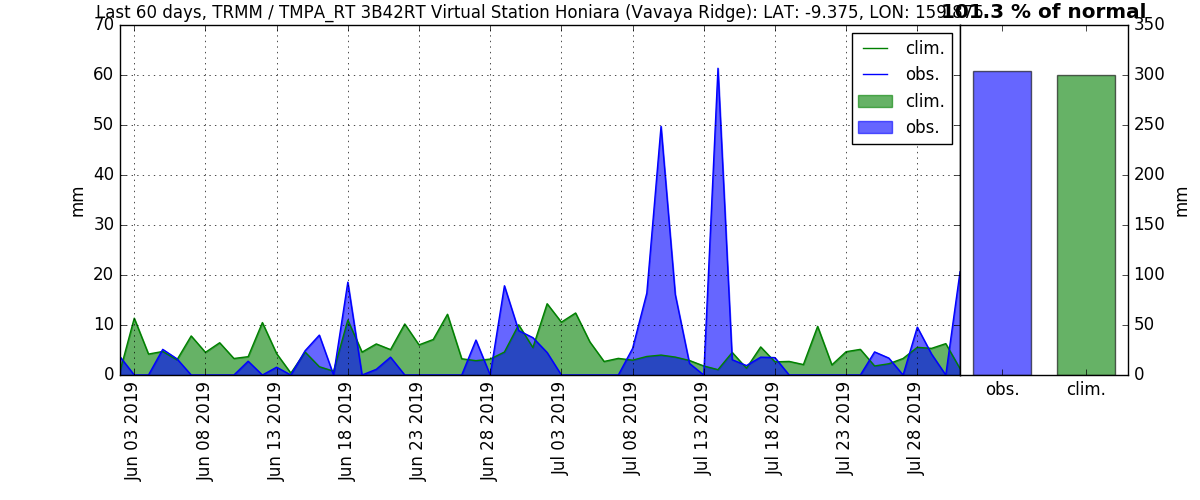 Last 60 days, TRMM / TMPA_RT 3B42RT Virtual Station Honiara (Vavaya Ridge): LAT: -9.375, LON:
101.3 % of normal
70
60
50
40
30
20
10
0
mm
clim.
obs.
clim.
obs.
350
300
250
200
150
100
50
0
mm
obs.
clim.
Jun 03 2019
Jun 08 2019
Jun 13 2019
Jun 18 2019
Jun 23 2019
Jun 28 2019
Jul 03 2019
Jul 08 2019
Jul 13 2019
Jul 18 2019
Jul 23 2019
Jul 28 2019